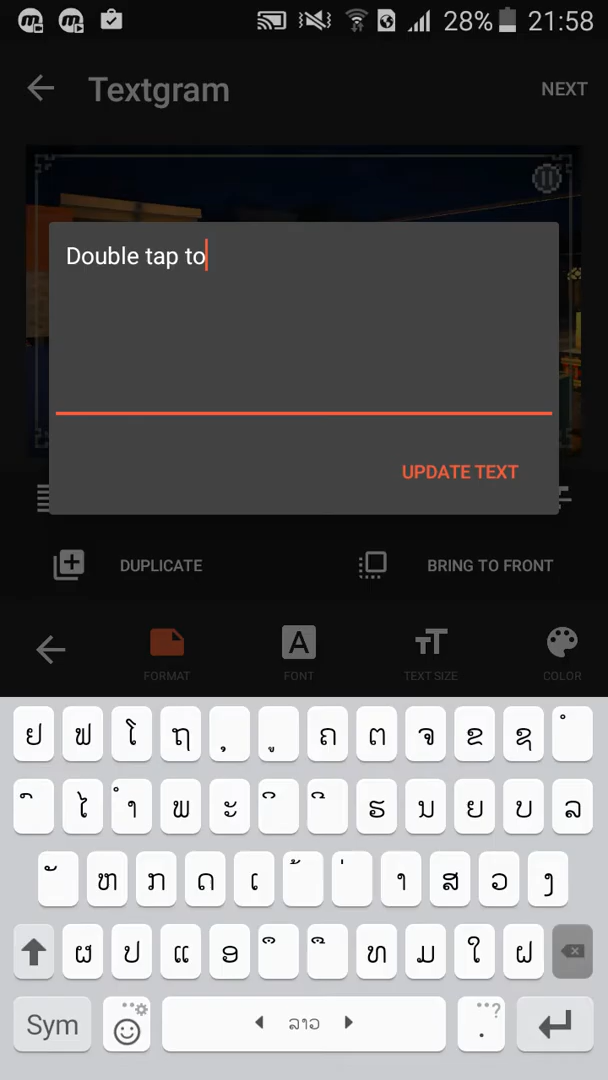 28% 21:58
Textgram NEXT
Double tap to
UPDATE TEXT
DUPLICATE BRING TO FRONT
FORMAT FONT TEXT SIZE COLOR
ຢ ຟ ໂ ຖ ຸ ູ ຄ ຕ ຈ ຂ ຊ ໍ
ິ ໄ ຳ ພ ະ ິ ີ ຮ ນ ຍ ບ ລ
ັ ຫ ກ ດ ເ ້ ່ າ ສ ວ ງ
ຜ ປ ແ ອ ຶ ື ທ ມ ໃ ຝ
Sym ລາວ . ?